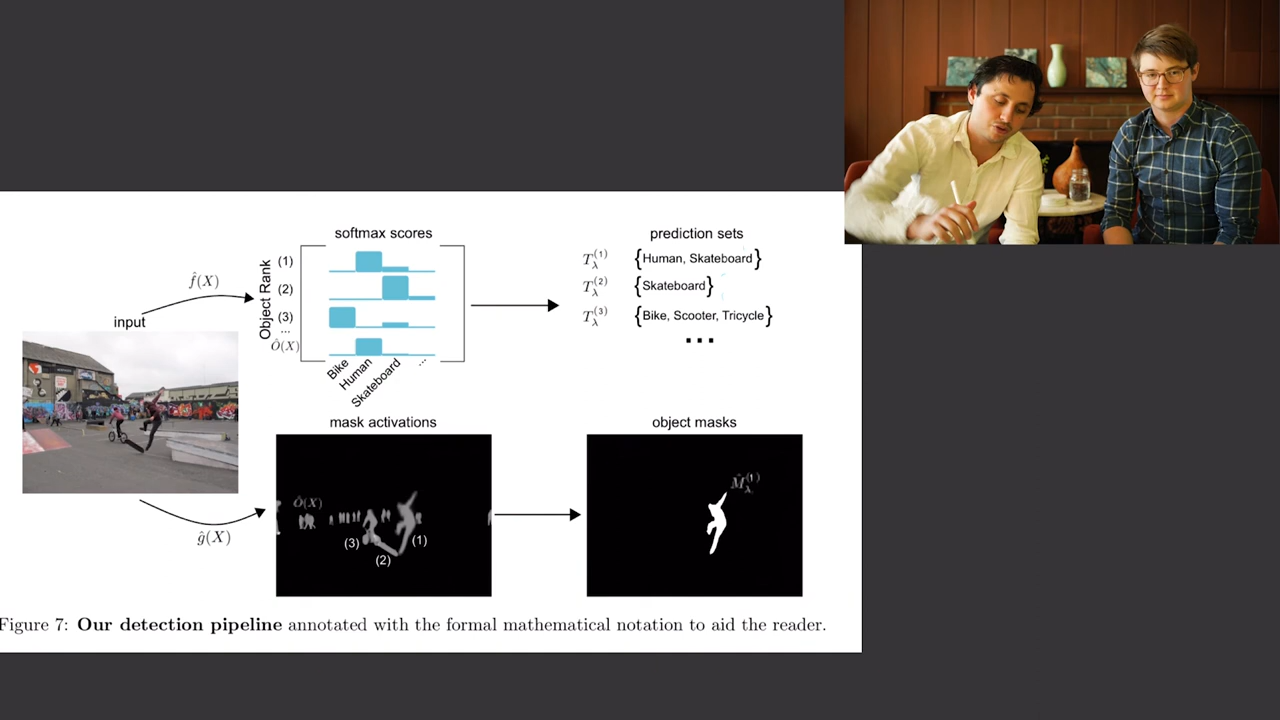 softmax scores
prediction sets
Object Rank
(1)
(2)
(3)
...
Ô(X)
Bike
Human
Skateboard
...
T_λ^(1) {Human, Skateboard}
T_λ^(2) {Skateboard}
T_λ^(3) {Bike, Scooter, Tricycle}
...
f̂(X)
input
ĝ(X)
mask activations
object masks
Ô(X)
(3)
(2)
(1)
M̂_λ^(1)
Figure 7: Our detection pipeline annotated with the formal mathematical notation to aid the reader.